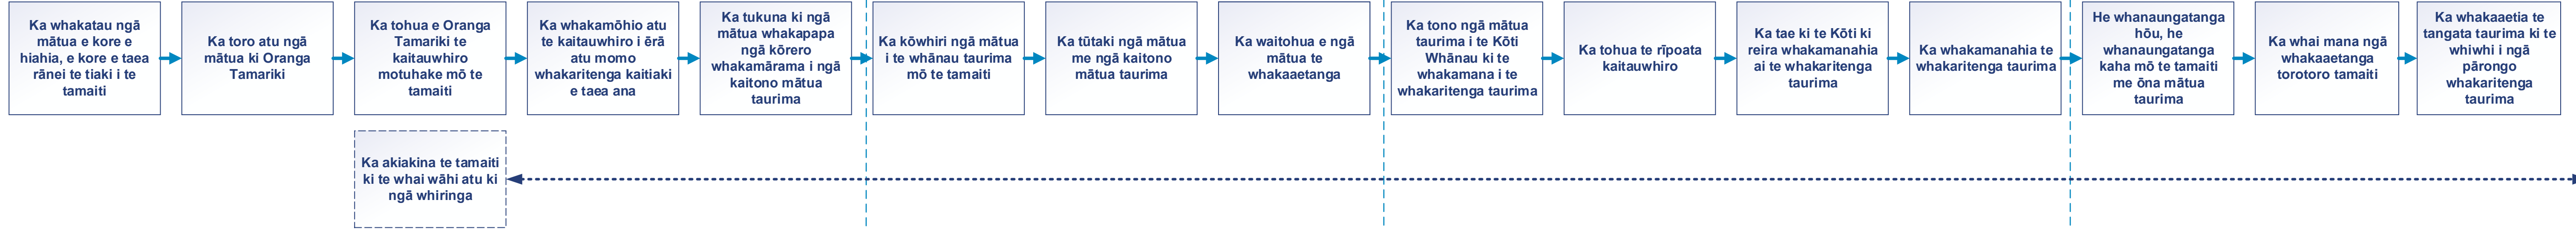 Ka whakatau ngā
mātua e kore e
hiahia, e kore e taea
rānei te tiaki i te
tamaiti
Ka toro atu ngā
mātua ki Oranga
Tamariki
Ka tohua e Oranga
Tamariki te
kaitauwhiro
motuhake mō te
tamaiti
Ka whakamōhio atu
te kaitauwhiro i ērā
atu momo
whakaritenga kaitiaki
e taea ana
Ka tukuna ki ngā
mātua whakapapa
ngā kōrero
whakamārama i ngā
kaitono mātua
taurima
Ka kōwhiri ngā mātua
i te whānau taurima
mō te tamaiti
Ka tūtaki ngā mātua
me ngā kaitono
mātua taurima
Ka waitohua e ngā
mātua te
whakaaetanga
Ka tono ngā mātua
taurima i te Kōti
Whānau ki te
whakamana i te
whakaritenga taurima
Ka tohua te rīpoata
kaitauwhiro
Ka tae ki te Kōti ki
reira whakamanahia
ai te whakaritenga
taurima
Ka whakamanahia te
whakaritenga taurima
He whanaungatanga
hōu, he
whanaungatanga
kaha mō te tamaiti
me ōna mātua
taurima
Ka whai mana ngā
whakaaetanga
torotoro tamaiti
Ka whakaaetia te
tangata taurima ki te
whiwhi i ngā
pārongo
whakaritenga
taurima
Ka akiakina te tamaiti
ki te whai wāhi atu ki
ngā whiringa